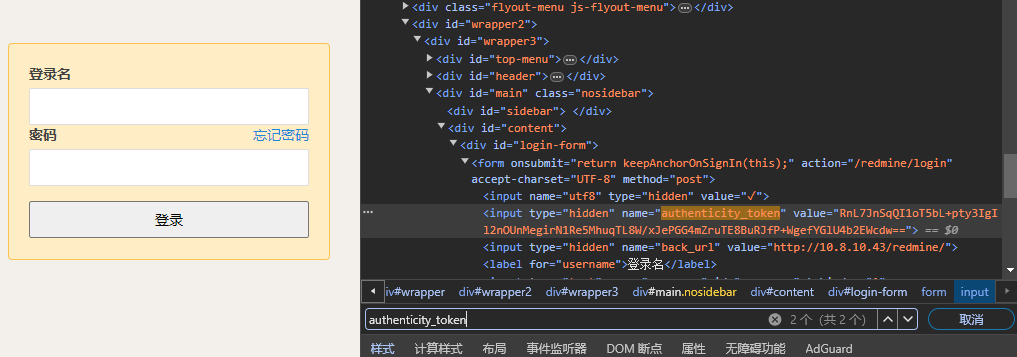 登录名
密码
忘记密码
登录
<div class="flyout-menu js-flyout-menu">…</div>
<div id="wrapper2">
<div id="wrapper3">
<div id="top-menu">…</div>
<div id="header">…</div>
<div id="main" class="nosidebar">
<div id="sidebar"> </div>
<div id="content">
<div id="login-form">
<form onsubmit="return keepAnchorOnSignIn(this);" action="/redmine/login"
accept-charset="UTF-8" method="post">
<input name="utf8" type="hidden" value="✓">
… <input type="hidden" name="authenticity_token" value="RnL7JnSqQI1oT5bL+pty3IgI
l2nOUnMegirN1Re5MhuqTL8W/xJePGG4mZruTE8BuRJfP+WgefYGlU4b2EWcdw=="> == $0
<input type="hidden" name="back_url" value="http://10.8.10.43/redmine/">
<label for="username">登录名</label>
div#wrapper div#wrapper2 div#wrapper3 div#main.nosidebar div#content div#login-form form input
authenticity_token
2 个 (共 2 个)
取消
样式 计算样式 布局 事件监听器 DOM 断点 属性 无障碍功能 AdGuard